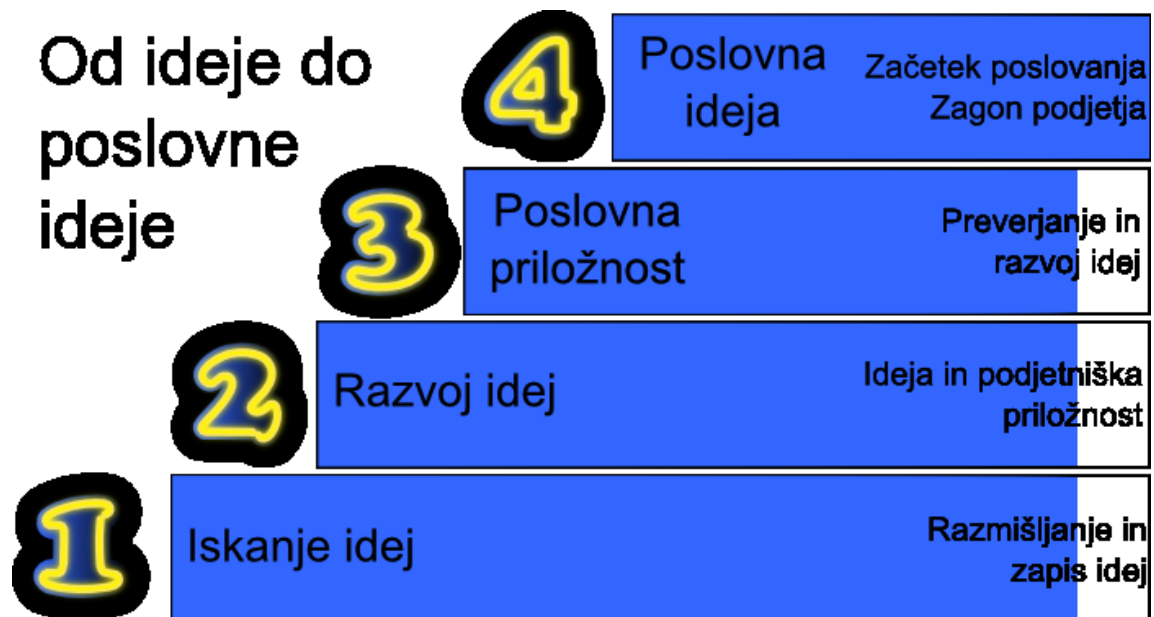 Od ideje do
poslovne
ideje
4
Poslovna
ideja
Začetek poslovanja
Zagon podjetja
3
Poslovna
priložnost
Preverjanje in
razvoj idej
2
Razvoj idej
Ideja in podjetniška
priložnost
1
Iskanje idej
Razmišljanje in
zapis idej